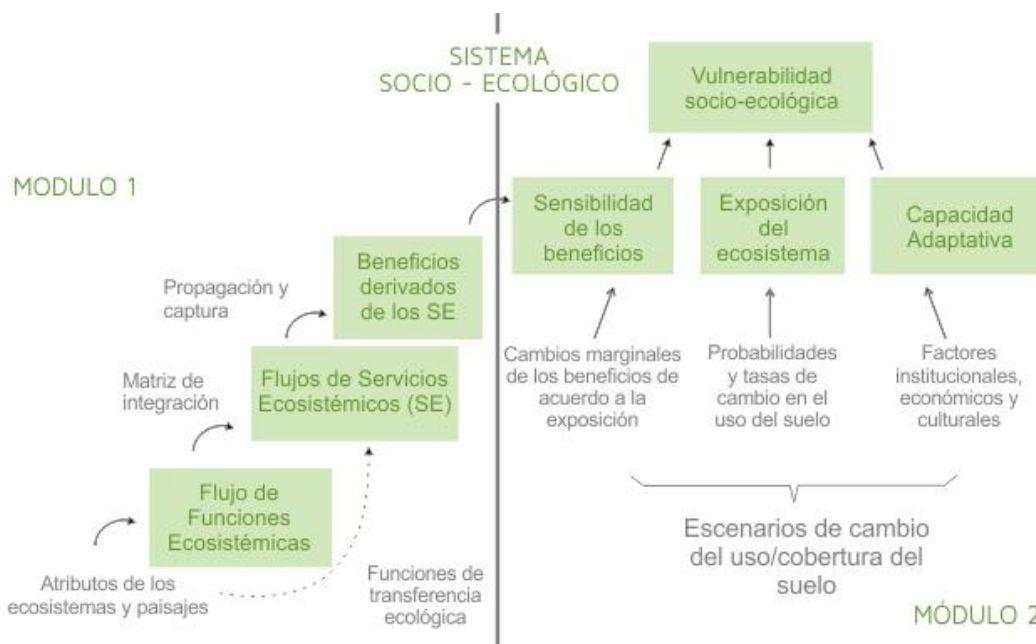 SISTEMA
SOCIO - ECOLÓGICO
MODULO 1
Beneficios
derivados
de los SE
Propagación y
captura
Flujos de Servicios
Ecosistémicos (SE)
Matriz de
integración
Flujo de
Funciones
Ecosistémicas
Atributos de los
ecosistemas y paisajes
Funciones de
transferencia
ecológica
Vulnerabilidad
socio-ecológica
Sensibilidad
de los
beneficios
Exposición
del
ecosistema
Capacidad
Adaptativa
Cambios marginales
de los beneficios de
acuerdo a la
exposición
Probabilidades
y tasas de
cambio en el
uso del suelo
Factores
institucionales,
económicos y
culturales
Escenarios de cambio
del uso/cobertura del
suelo
MÓDULO 2